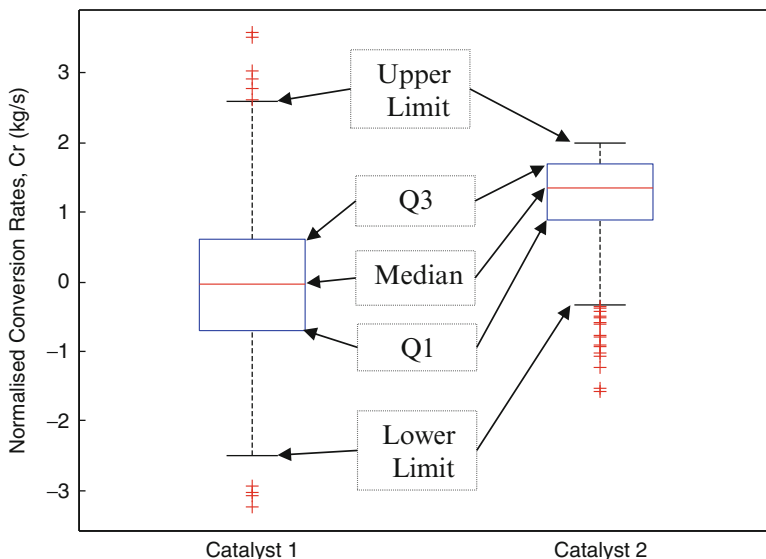 Normalised Conversion Rates, Cr (kg/s)
3
2
1
0
−1
−2
−3
Upper
Limit
Q3
Median
Q1
Lower
Limit
Catalyst 1
Catalyst 2